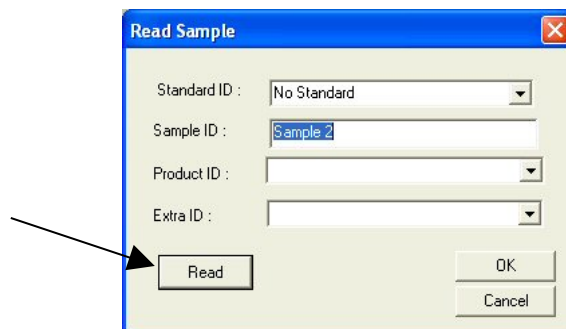 Read Sample
Standard ID : No Standard
Sample ID : Sample 2
Product ID :
Extra ID :
Read OK
Cancel